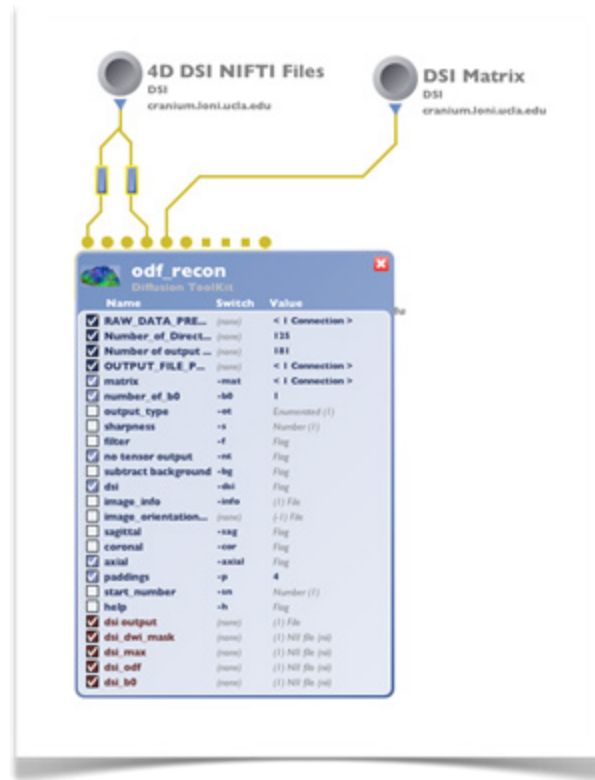 4D DSI NIFTI Files
DSI
cranium.loni.ucla.edu
DSI Matrix
DSI
cranium.loni.ucla.edu
odf_recon
Diffusion ToolKit
Name Switch Value
RAW_DATA_PRE... (none) < 1 Connection >
Number_of_Direct... (none) 125
Number of output ... (none) 181
OUTPUT_FILE_P... (none) < 1 Connection >
matrix -mat < 1 Connection >
number_of_b0 -b0 1
output_type -ot Enumerated (1)
sharpness -s Number (1)
filter -f Flag
no tensor output -nt Flag
subtract background -bg Flag
dsi -dsi Flag
image_info -info (1) File
image_orientation... (none) (-1) File
sagittal -sag Flag
coronal -cor Flag
axial -axial Flag
paddings -p 4
start_number -sn Number (1)
help -h Flag
dsi output (none) (1) File
dsi_dwi_mask (none) (1) NII file (nii)
dsi_max (none) (1) NII file (nii)
dsi_odf (none) (1) NII file (nii)
dsi_b0 (none) (1) NII file (nii)